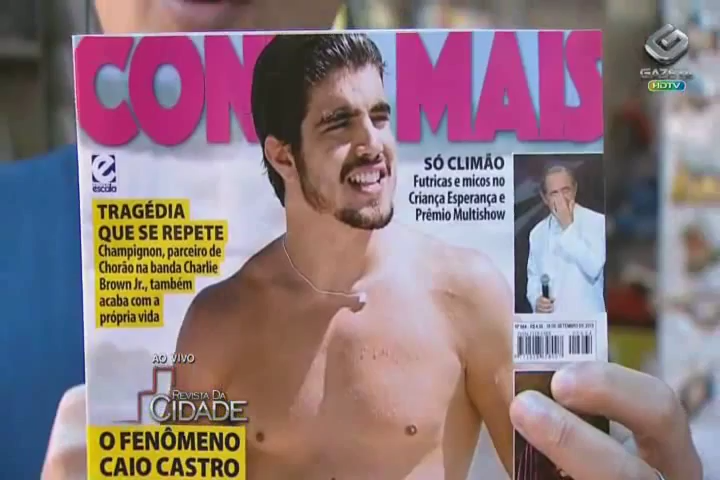 CON MAIS
GAZETA
HDTV
e
escala
SÓ CLIMÃO
Futricas e micos no
Criança Esperança e
Prêmio Multishow
TRAGÉDIA
QUE SE REPETE
Champignon, parceiro de
Chorão na banda Charlie
Brown Jr., também
acaba com a
própria vida
AO VIVO
REVISTA DA
CIDADE
O FENÔMENO
CAIO CASTRO